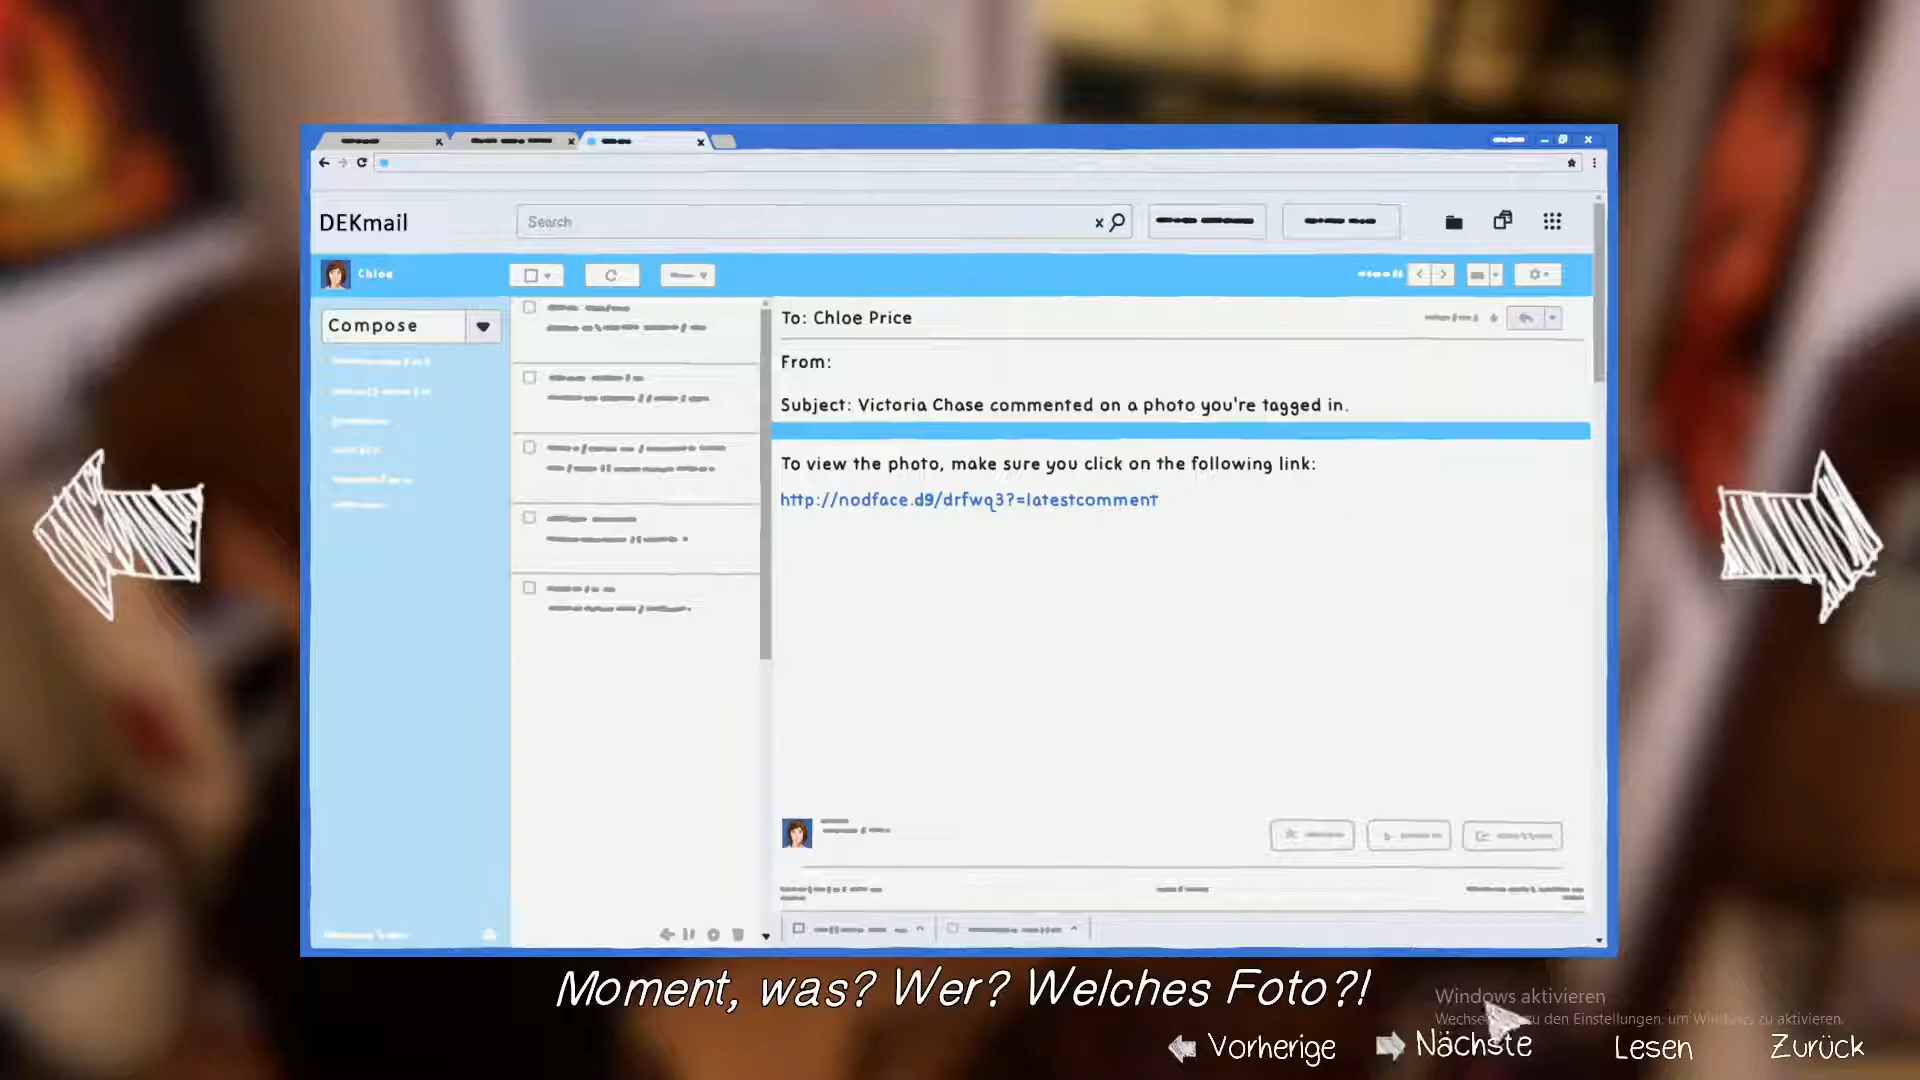 DEKmail
Search
Chloe
Compose
To: Chloe Price
From:
Subject: Victoria Chase commented on a photo you're tagged in.
To view the photo, make sure you click on the following link:
http://nodface.d9/drfwq3?=latestcomment
Moment, was? Wer? Welches Foto?!
Windows aktivieren
zu den Einstellungen, um Windows zu aktivieren.
Vorherige
Nächste
Lesen
Zurück